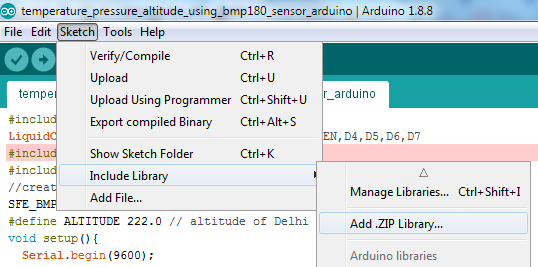 temperature_pressure_altitude_using_bmp180_sensor_arduino | Arduino 1.8.8
File Edit Sketch Tools Help
Verify/Compile Ctrl+R
Upload Ctrl+U
Upload Using Programmer Ctrl+Shift+U
Export compiled Binary Ctrl+Alt+S
Show Sketch Folder Ctrl+K
Include Library
Add File...
Manage Libraries... Ctrl+Shift+I
Add .ZIP Library...
Arduino libraries
temper r_arduino
#includ
LiquidC EN,D4,D5,D6,D7
#includ
#includ
//creat
SFE_BMP
#define ALTITUDE 222.0 // altitude of Delhi
void setup(){
Serial.begin(9600);